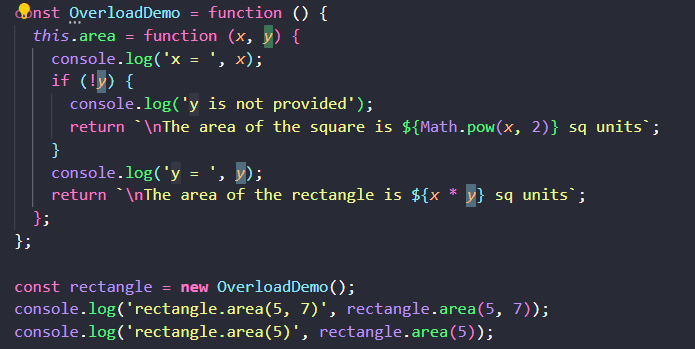 const OverloadDemo = function () {
  this.area = function (x, y) {
    console.log('x = ', x);
    if (!y) {
      console.log('y is not provided');
      return `\nThe area of the square is ${Math.pow(x, 2)} sq units`;
    }
    console.log('y = ', y);
    return `\nThe area of the rectangle is ${x * y} sq units`;
  };
};

const rectangle = new OverloadDemo();
console.log('rectangle.area(5, 7)', rectangle.area(5, 7));
console.log('rectangle.area(5)', rectangle.area(5));